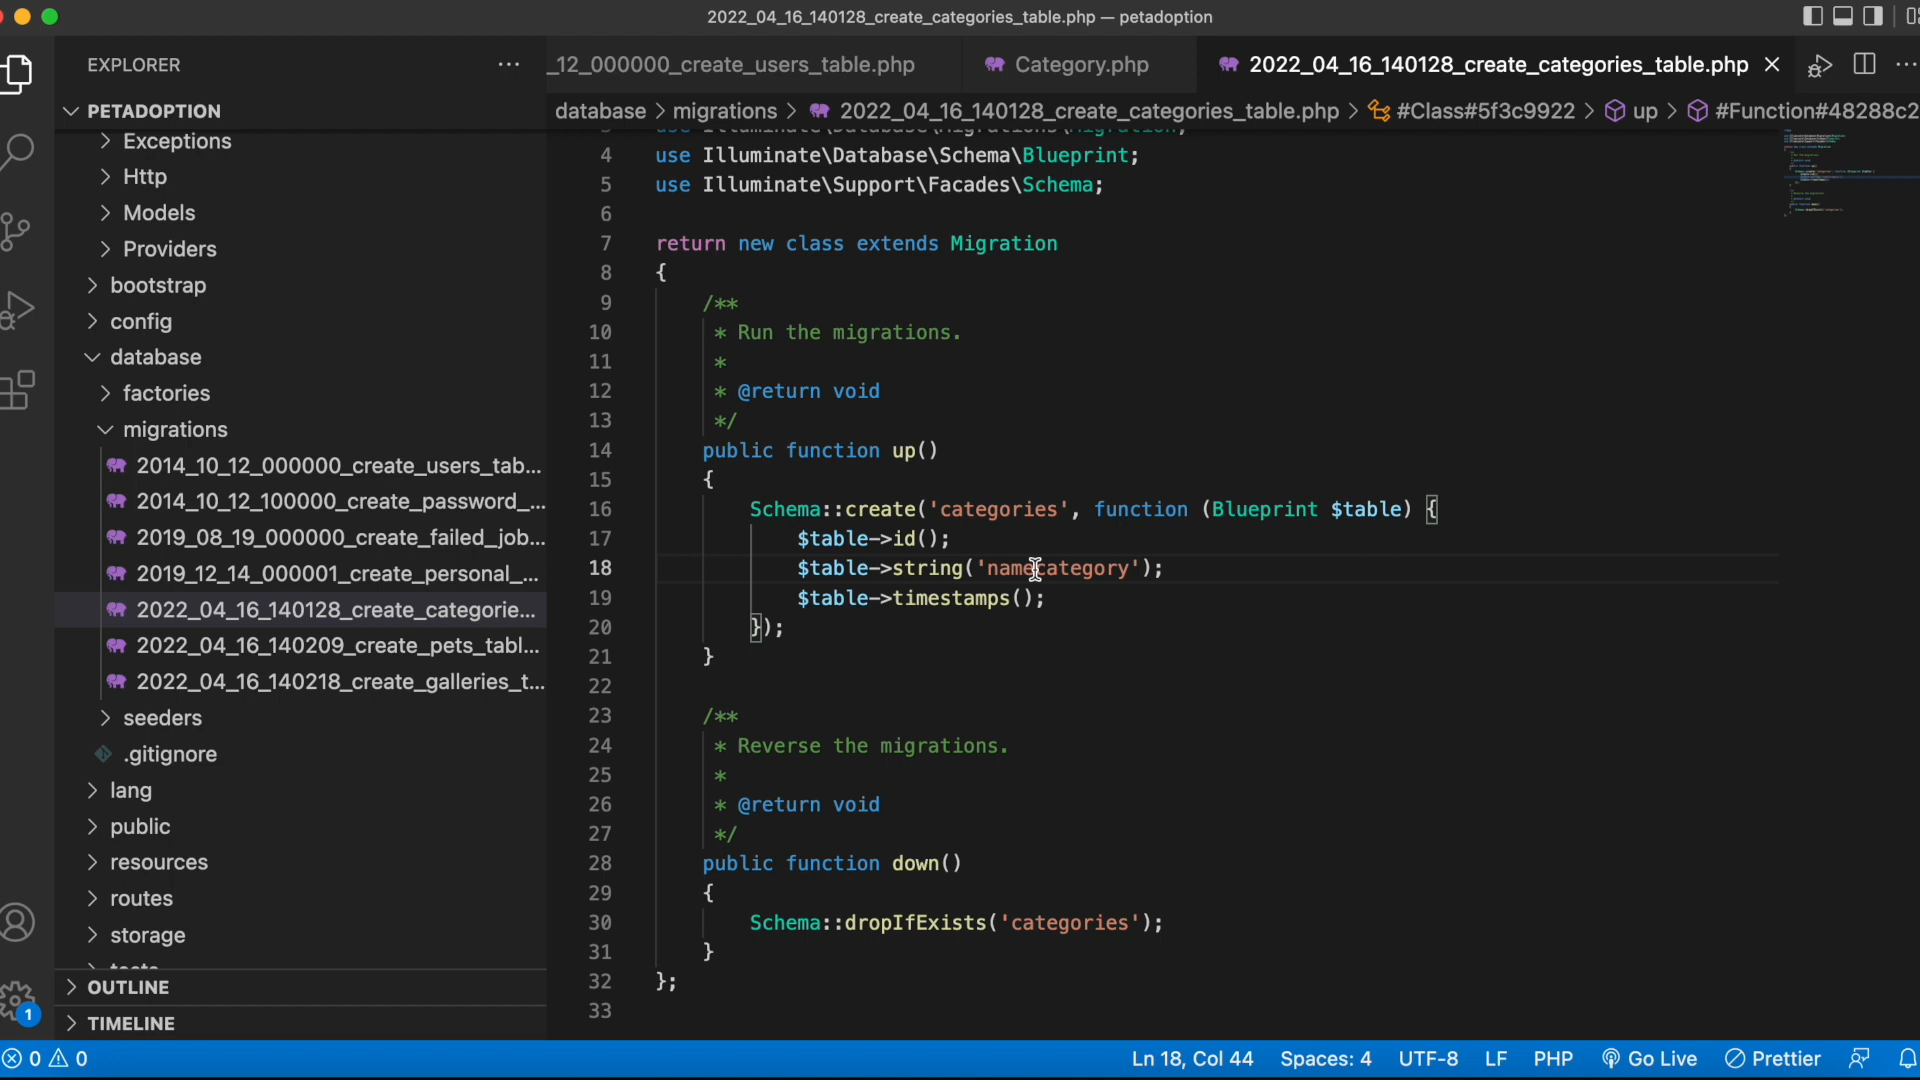 2022_04_16_140128_create_categories_table.php — petadoption
EXPLORER
_12_000000_create_users_table.php
Category.php
2022_04_16_140128_create_categories_table.php
PETADOPTION
database > migrations > 2022_04_16_140128_create_categories_table.php > #Class#5f3c9922 > up > #Function#48288c2
Exceptions
Http
Models
Providers
bootstrap
config
database
factories
migrations
2014_10_12_000000_create_users_tab...
2014_10_12_100000_create_password_...
2019_08_19_000000_create_failed_job...
2019_12_14_000001_create_personal_...
2022_04_16_140128_create_categorie...
2022_04_16_140209_create_pets_tabl...
2022_04_16_140218_create_galleries_t...
seeders
.gitignore
lang
public
resources
routes
storage
tests
OUTLINE
TIMELINE
3 use Illuminate\Database\Migrations\Migration;
4 use Illuminate\Database\Schema\Blueprint;
5 use Illuminate\Support\Facades\Schema;
6
7 return new class extends Migration
8 {
9 /**
10 * Run the migrations.
11 *
12 * @return void
13 */
14 public function up()
15 {
16 Schema::create('categories', function (Blueprint $table) {
17 $table->id();
18 $table->string('namecategory');
19 $table->timestamps();
20 });
21 }
22
23 /**
24 * Reverse the migrations.
25 *
26 * @return void
27 */
28 public function down()
29 {
30 Schema::dropIfExists('categories');
31 }
32 };
33
1
0 0
Ln 18, Col 44 Spaces: 4 UTF-8 LF PHP Go Live Prettier